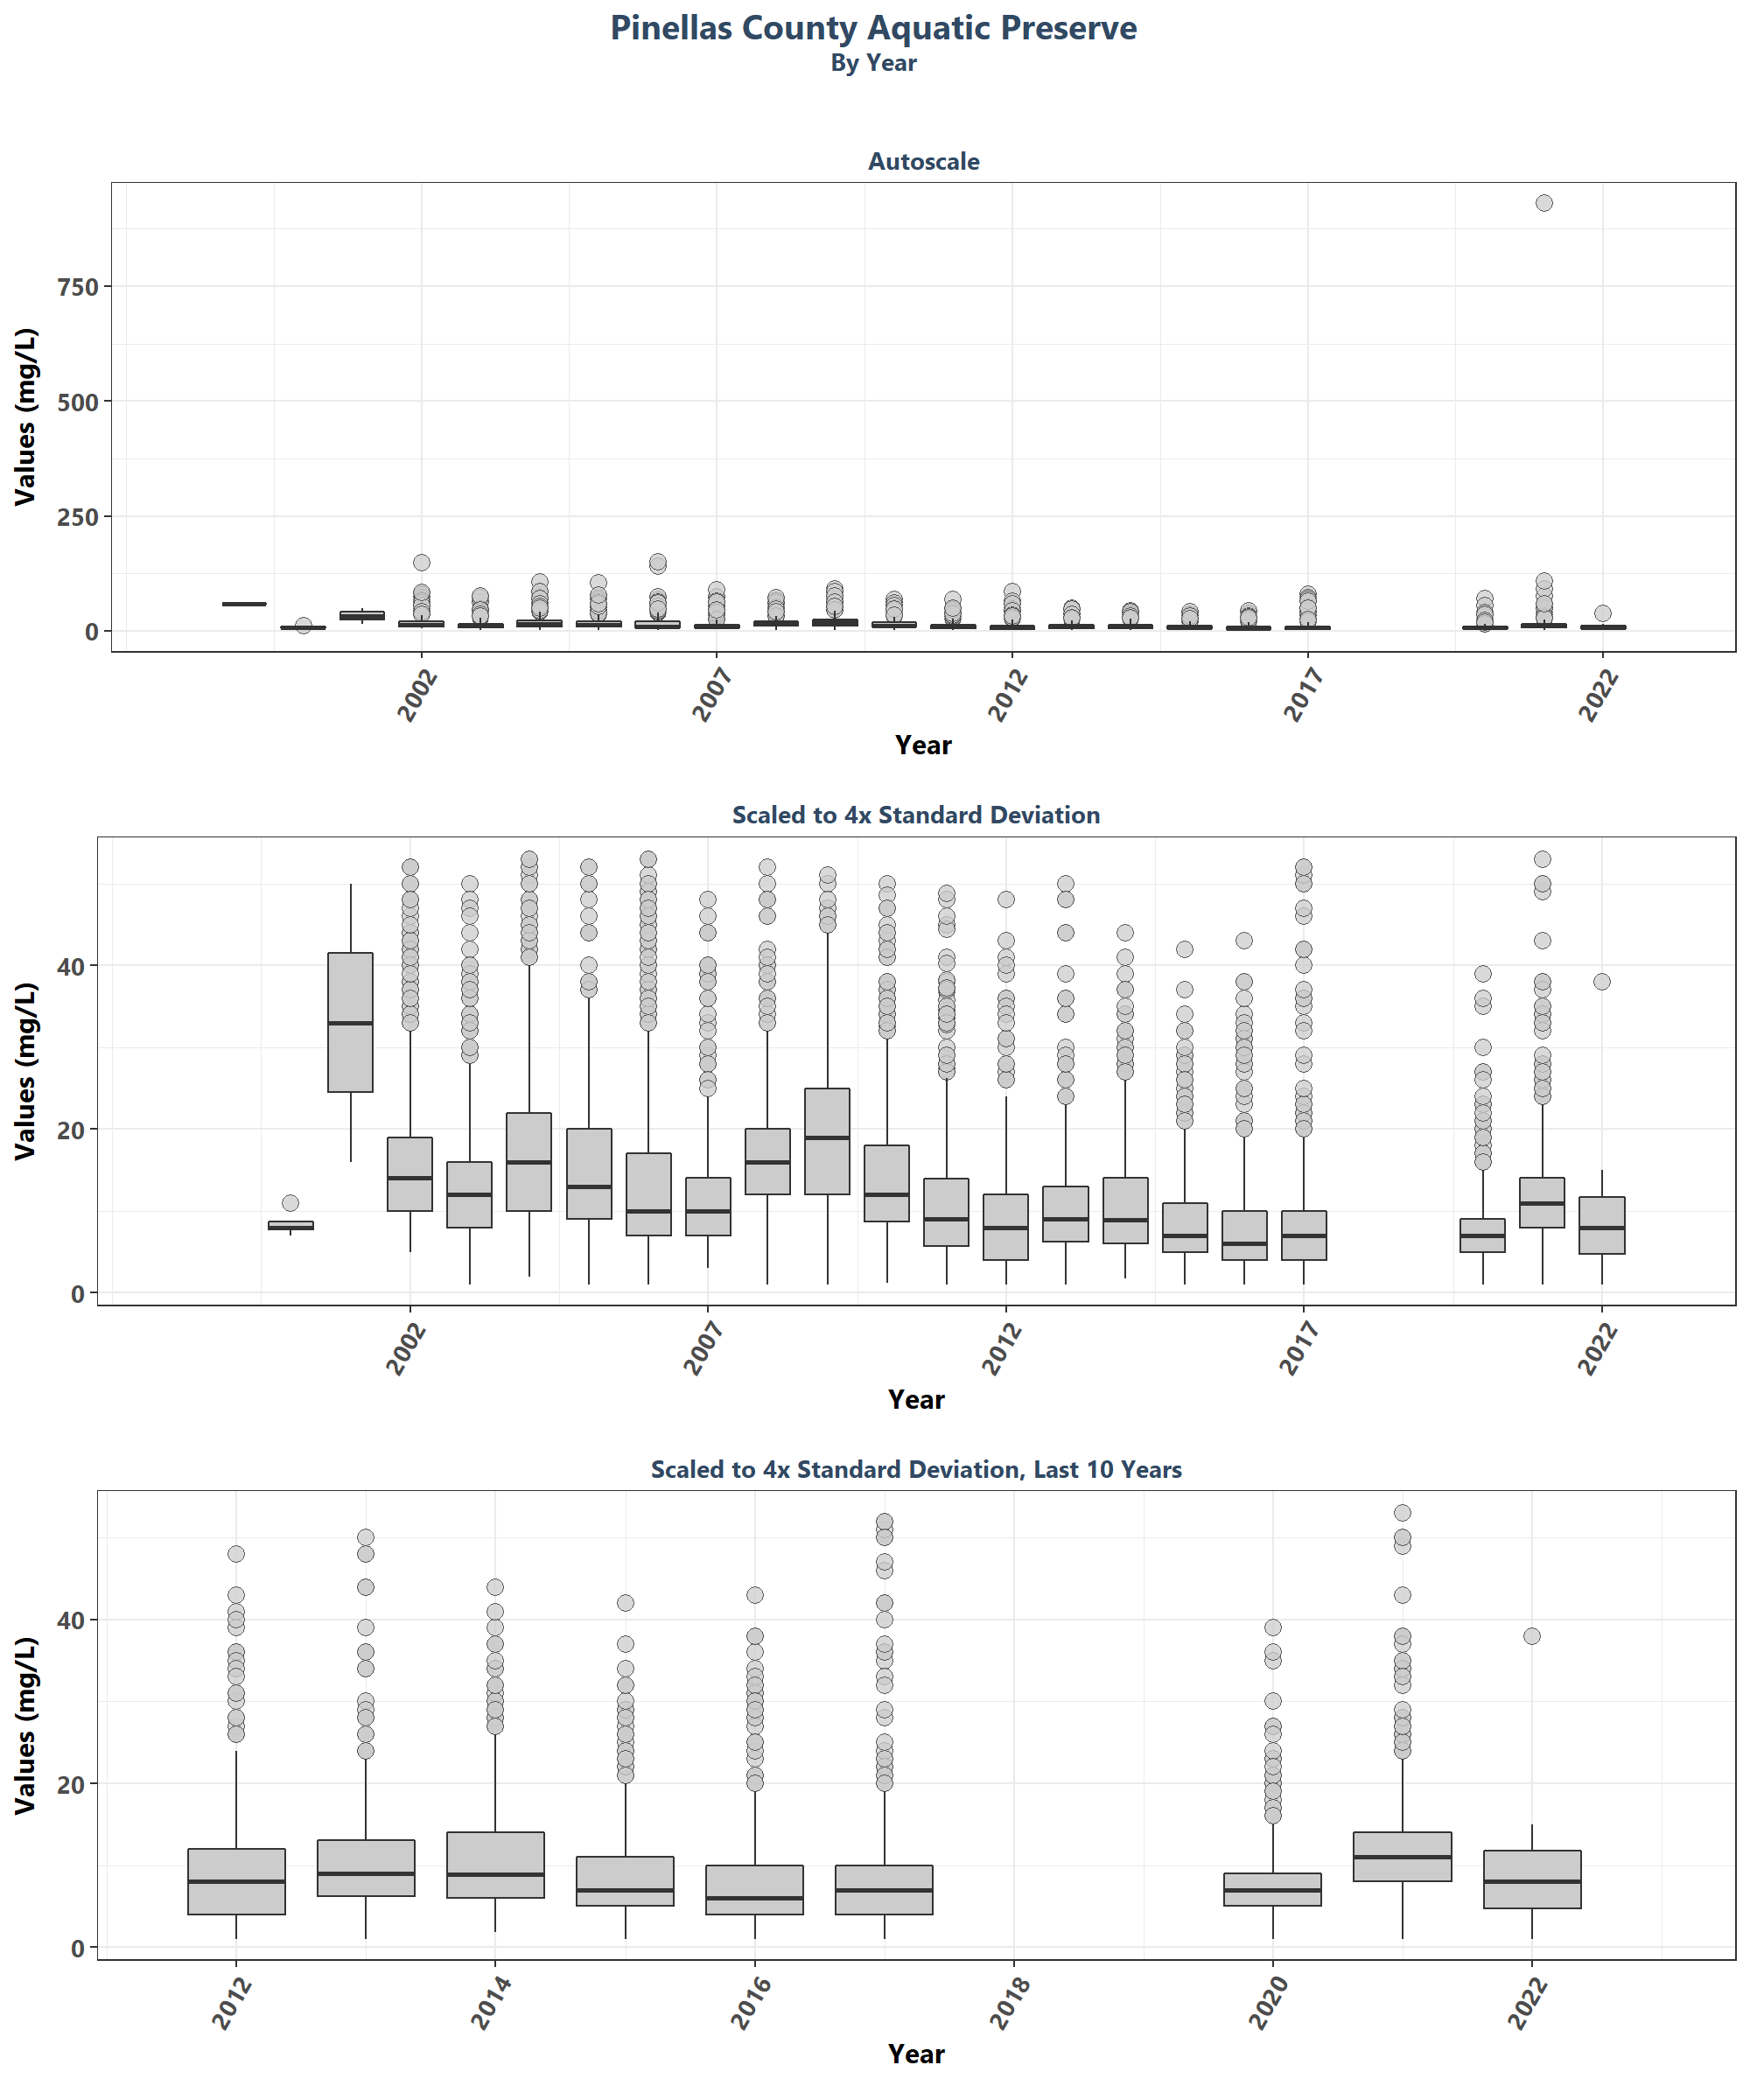 Pinellas County Aquatic Preserve
By Year
Autoscale
Values (mg/L)
750
500
250
0
2002
2007
2012
2017
2022
Year
Scaled to 4x Standard Deviation
Values (mg/L)
40
20
0
2002
2007
2012
2017
2022
Year
Scaled to 4x Standard Deviation, Last 10 Years
Values (mg/L)
40
20
0
2012
2014
2016
2018
2020
2022
Year